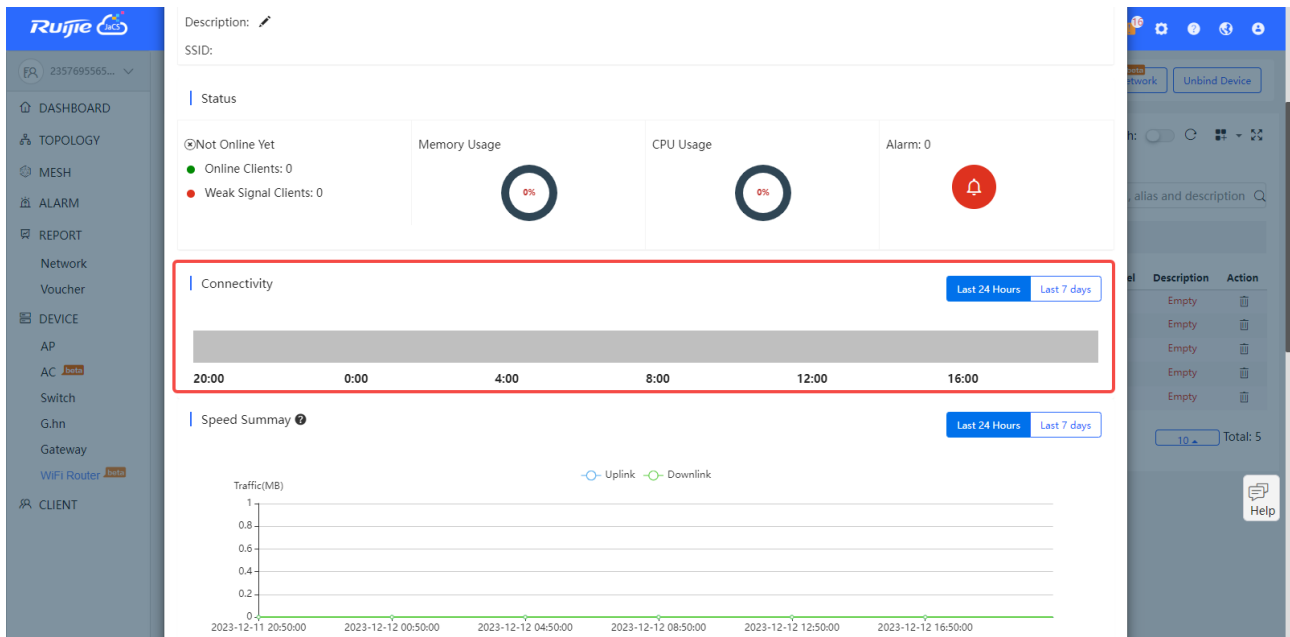 Ruijie JaCS
16
FR 2357695565...
DASHBOARD
TOPOLOGY
MESH
ALARM
REPORT
Network
Voucher
DEVICE
AP
AC beta
Switch
G.hn
Gateway
WiFi Router beta
CLIENT
Description:
SSID:
Status
Not Online Yet
Online Clients: 0
Weak Signal Clients: 0
Memory Usage
0%
CPU Usage
0%
Alarm: 0
Connectivity
Last 24 Hours Last 7 days
20:00 0:00 4:00 8:00 12:00 16:00
Speed Summay ?
Last 24 Hours Last 7 days
Uplink Downlink
Traffic(MB)
1
0.8
0.6
0.4
0.2
0
2023-12-11 20:50:00 2023-12-12 00:50:00 2023-12-12 04:50:00 2023-12-12 08:50:00 2023-12-12 12:50:00 2023-12-12 16:50:00
beta
etwork Unbind Device
h:
, alias and description
el Description Action
Empty
Empty
Empty
Empty
Empty
10 Total: 5
Help